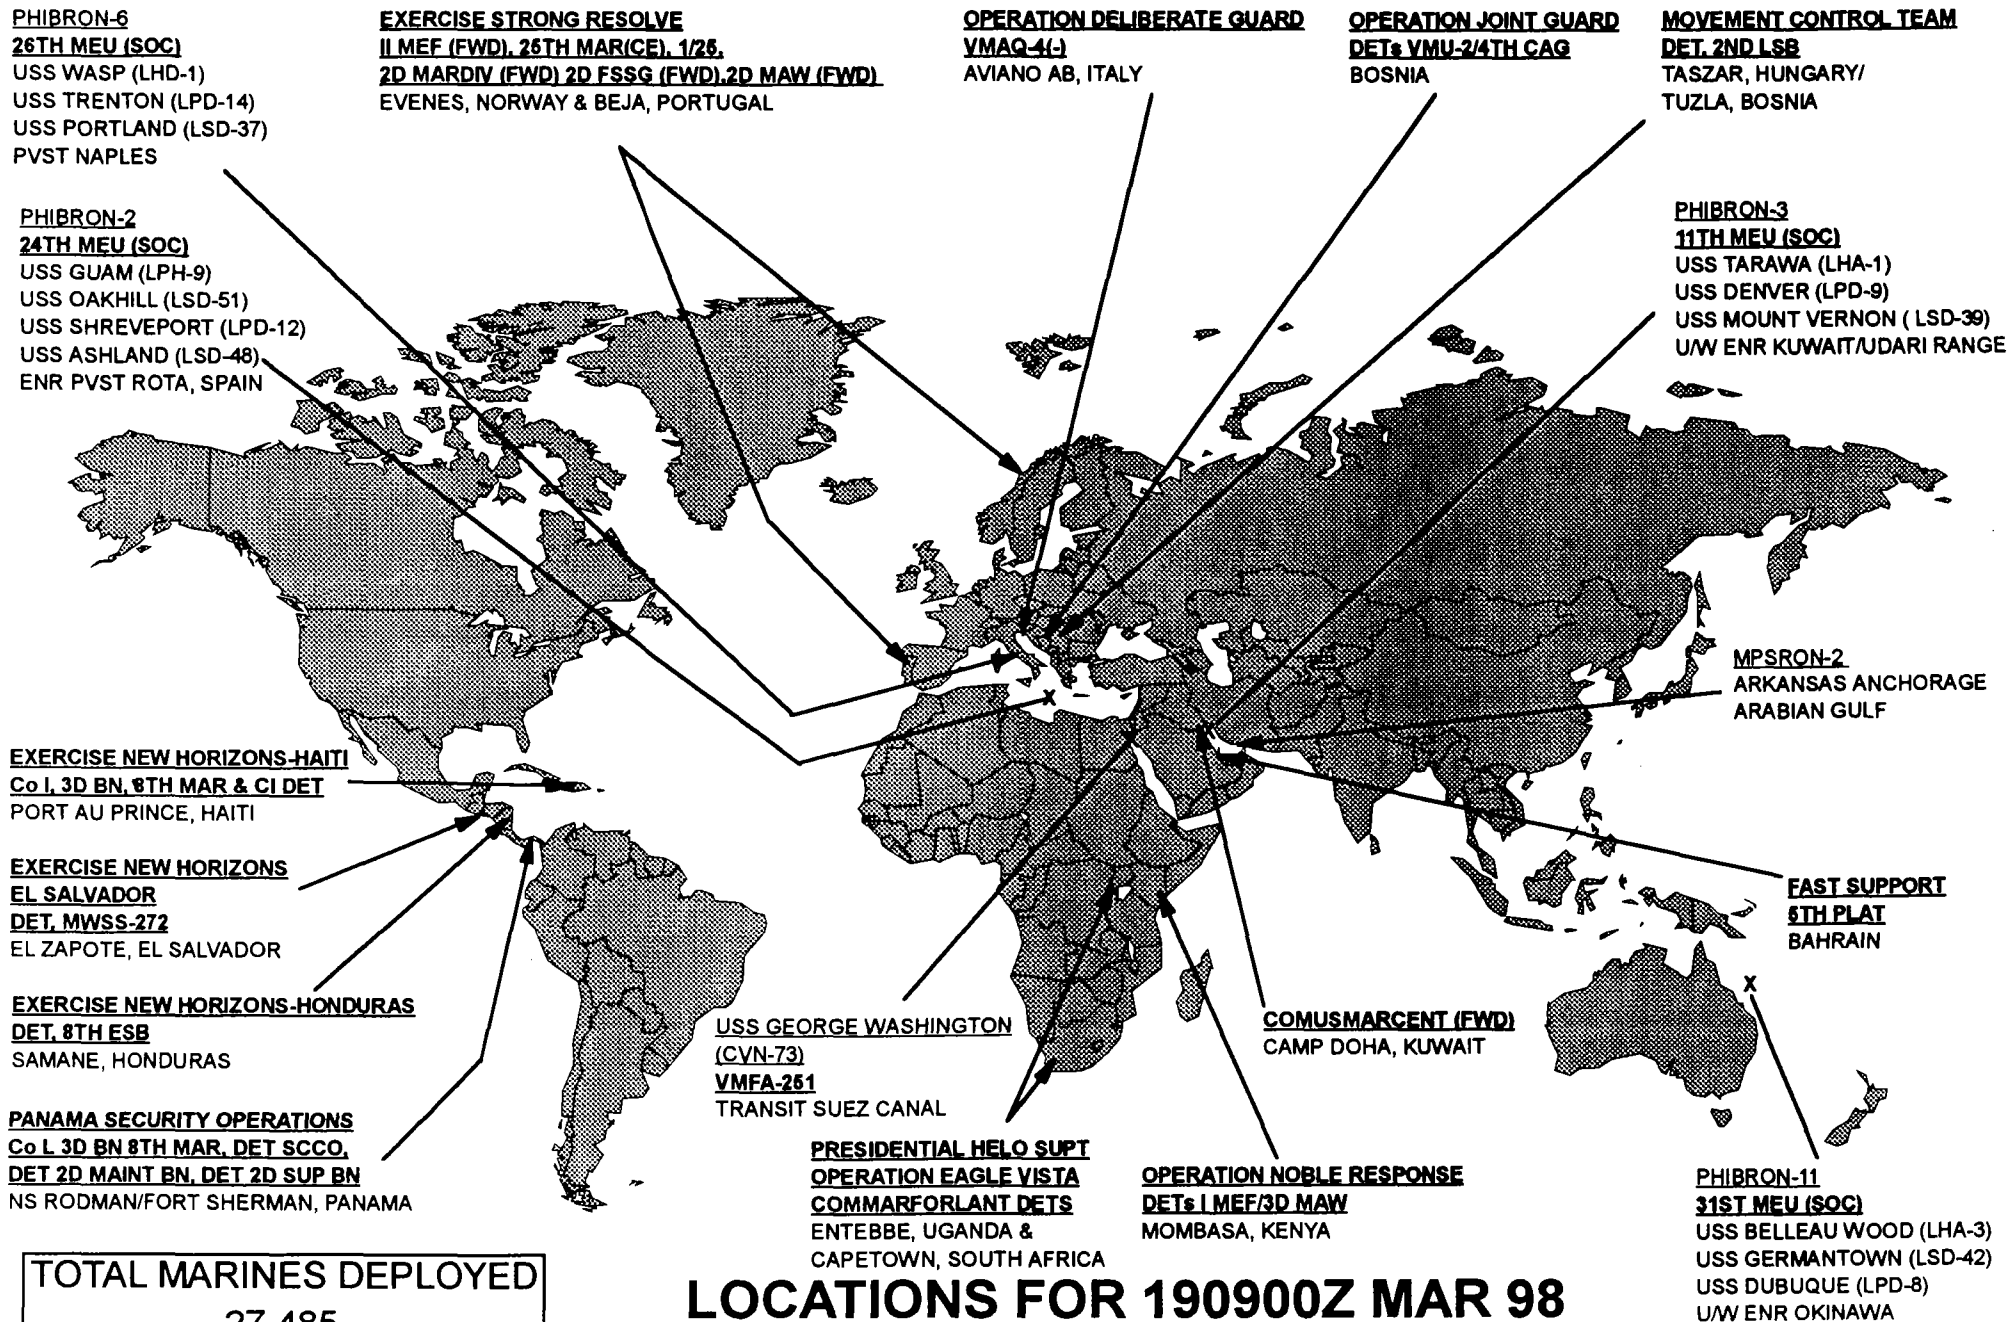 PHIBRON-6
26TH MEU (SOC)
USS WASP (LHD-1)
USS TRENTON (LPD-14)
USS PORTLAND (LSD-37)
PVST NAPLES
EXERCISE STRONG RESOLVE
II MEF (FWD), 25TH MAR(CE), 1/25,
2D MARDIV (FWD) 2D FSSG (FWD),2D MAW (FWD)
EVENES, NORWAY & BEJA, PORTUGAL
OPERATION DELIBERATE GUARD
VMAQ-4(-)
AVIANO AB, ITALY
OPERATION JOINT GUARD
DETs VMU-2/4TH CAG
BOSNIA
MOVEMENT CONTROL TEAM
DET, 2ND LSB
TASZAR, HUNGARY/
TUZLA, BOSNIA
PHIBRON-2
24TH MEU (SOC)
USS GUAM (LPH-9)
USS OAKHILL (LSD-51)
USS SHREVEPORT (LPD-12)
USS ASHLAND (LSD-48)
ENR PVST ROTA, SPAIN
PHIBRON-3
11TH MEU (SOC)
USS TARAWA (LHA-1)
USS DENVER (LPD-9)
USS MOUNT VERNON ( LSD-39)
U/W ENR KUWAIT/UDARI RANGE
MPSRON-2
ARKANSAS ANCHORAGE
ARABIAN GULF
X
EXERCISE NEW HORIZONS-HAITI
Co I, 3D BN, 8TH MAR & CI DET
PORT AU PRINCE, HAITI
EXERCISE NEW HORIZONS
EL SALVADOR
DET, MWSS-272
EL ZAPOTE, EL SALVADOR
FAST SUPPORT
5TH PLAT
BAHRAIN
X
EXERCISE NEW HORIZONS-HONDURAS
DET, 8TH ESB
SAMANE, HONDURAS
USS GEORGE WASHINGTON
(CVN-73)
VMFA-251
TRANSIT SUEZ CANAL
COMUSMARCENT (FWD)
CAMP DOHA, KUWAIT
PANAMA SECURITY OPERATIONS
Co L 3D BN 8TH MAR, DET SCCO,
DET 2D MAINT BN, DET 2D SUP BN
NS RODMAN/FORT SHERMAN, PANAMA
PRESIDENTIAL HELO SUPT
OPERATION EAGLE VISTA
COMMARFORLANT DETS
ENTEBBE, UGANDA &
CAPETOWN, SOUTH AFRICA
OPERATION NOBLE RESPONSE
DETs I MEF/3D MAW
MOMBASA, KENYA
PHIBRON-11
31ST MEU (SOC)
USS BELLEAU WOOD (LHA-3)
USS GERMANTOWN (LSD-42)
USS DUBUQUE (LPD-8)
U/W ENR OKINAWA
TOTAL MARINES DEPLOYED
27,485
LOCATIONS FOR 190900Z MAR 98